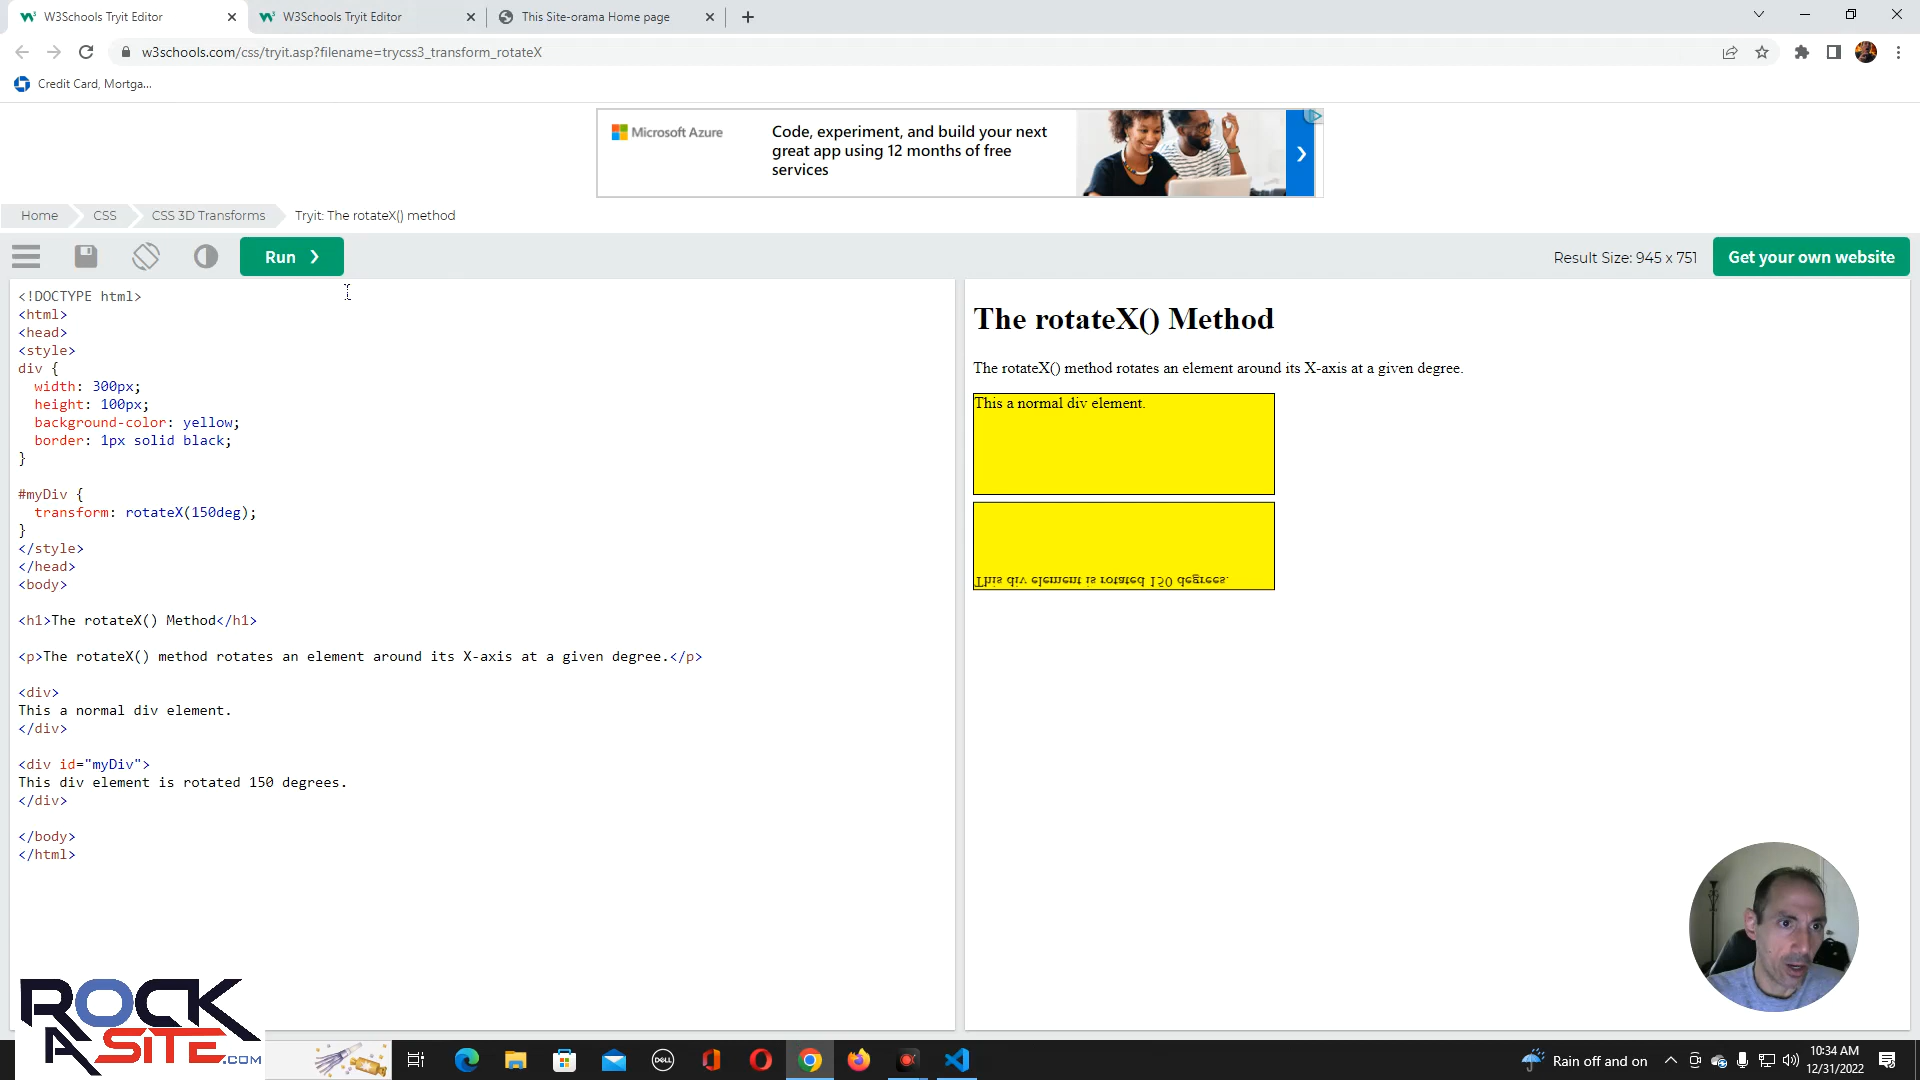 W3Schools Tryit Editor
W3Schools Tryit Editor
This Site-orama Home page
w3schools.com/css/tryit.asp?filename=trycss3_transform_rotateX
Credit Card, Mortga...
Microsoft Azure
Code, experiment, and build your next
great app using 12 months of free
services
Home
CSS
CSS 3D Transforms
Tryit: The rotateX() method
Run ❯
Result Size: 945 x 751
Get your own website
<!DOCTYPE html>
<html>
<head>
<style>
div {
  width: 300px;
  height: 100px;
  background-color: yellow;
  border: 1px solid black;
}
#myDiv {
  transform: rotateX(150deg);
}
</style>
</head>
<body>
<h1>The rotateX() Method</h1>
<p>The rotateX() method rotates an element around its X-axis at a given degree.</p>
<div>
This a normal div element.
</div>
<div id="myDiv">
This div element is rotated 150 degrees.
</div>
</body>
</html>
The rotateX() Method
The rotateX() method rotates an element around its X-axis at a given degree.
This a normal div element.
This div element is rotated 150 degrees.
ROCK
A SITE.COM
DELL
Rain off and on
10:34 AM
12/31/2022